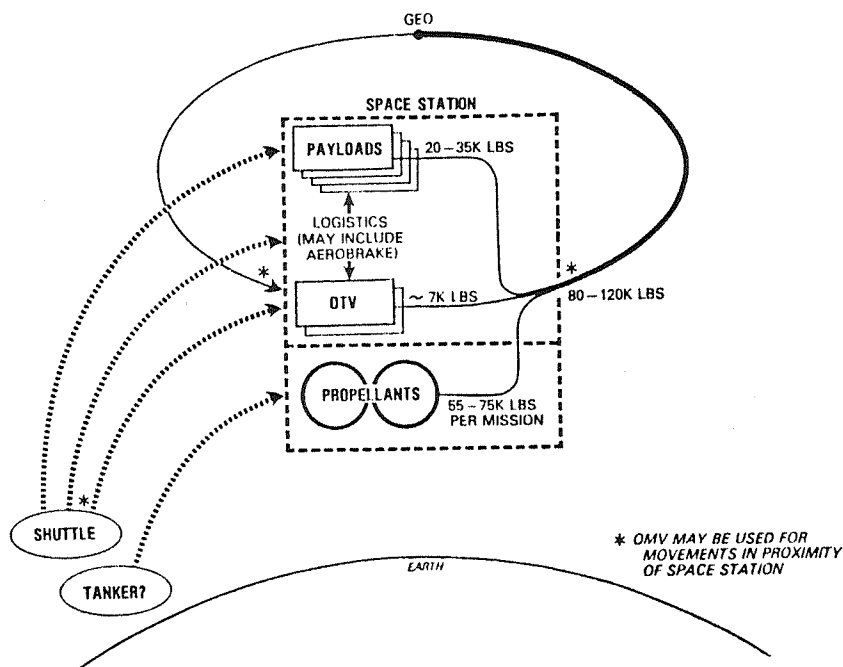 GEO
SPACE STATION
PAYLOADS
20–35K LBS
LOGISTICS
(MAY INCLUDE
AEROBRAKE)
*
*
OTV
~ 7K LBS
80–120K LBS
PROPELLANTS
55–75K LBS
PER MISSION
*
SHUTTLE
TANKER?
EARTH
* OMV MAY BE USED FOR
MOVEMENTS IN PROXIMITY
OF SPACE STATION